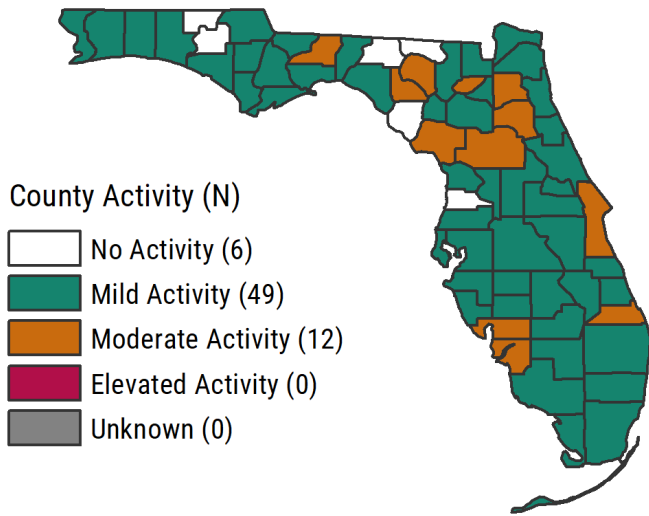 County Activity (N)
No Activity (6)
Mild Activity (49)
Moderate Activity (12)
Elevated Activity (0)
Unknown (0)